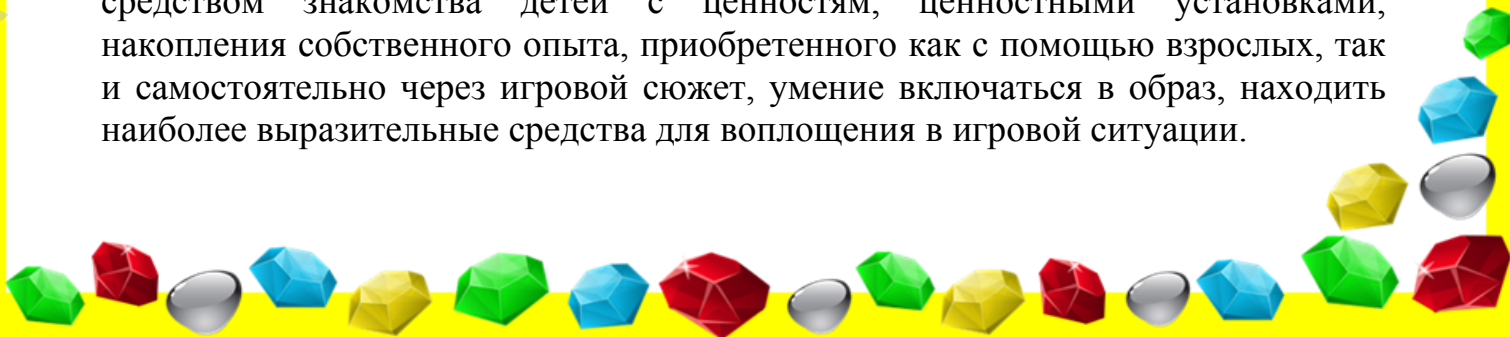 средством знакомства детей с ценностям, ценностными установками,
накопления собственного опыта, приобретенного как с помощью взрослых, так
и самостоятельно через игровой сюжет, умение включаться в образ, находить
наиболее выразительные средства для воплощения в игровой ситуации.